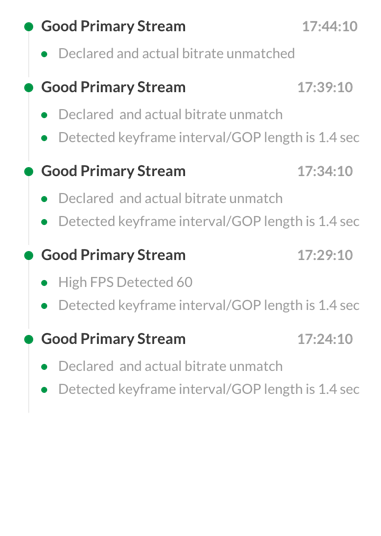 Good Primary Stream 17:44:10
Declared and actual bitrate unmatched
Good Primary Stream 17:39:10
Declared  and actual bitrate unmatch
Detected keyframe interval/GOP length is 1.4 sec
Good Primary Stream 17:34:10
Declared  and actual bitrate unmatch
Detected keyframe interval/GOP length is 1.4 sec
Good Primary Stream 17:29:10
High FPS Detected 60
Detected keyframe interval/GOP length is 1.4 sec
Good Primary Stream 17:24:10
Declared  and actual bitrate unmatch
Detected keyframe interval/GOP length is 1.4 sec